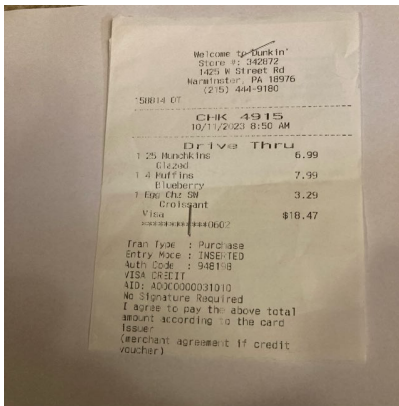 Welcome to Dunkin'
Store #: 342872
1425 W Street Rd
Warminster, PA 18976
(215) 444-9180
158814 DT
CHK 4915
10/11/2023 8:50 AM
Drive Thru
1 25 Munchkins 6.99
Glazed
1 4 Muffins 7.99
Blueberry
1 Egg Chz SN 3.29
Croissant
Visa $18.47
************0602
Tran Type : Purchase
Entry Mode : INSERTED
Auth Code : 948198
VISA CREDIT
AID: A0000000031010
No Signature Required
I agree to pay the above total
amount according to the card
issuer
(merchant agreement if credit
voucher)